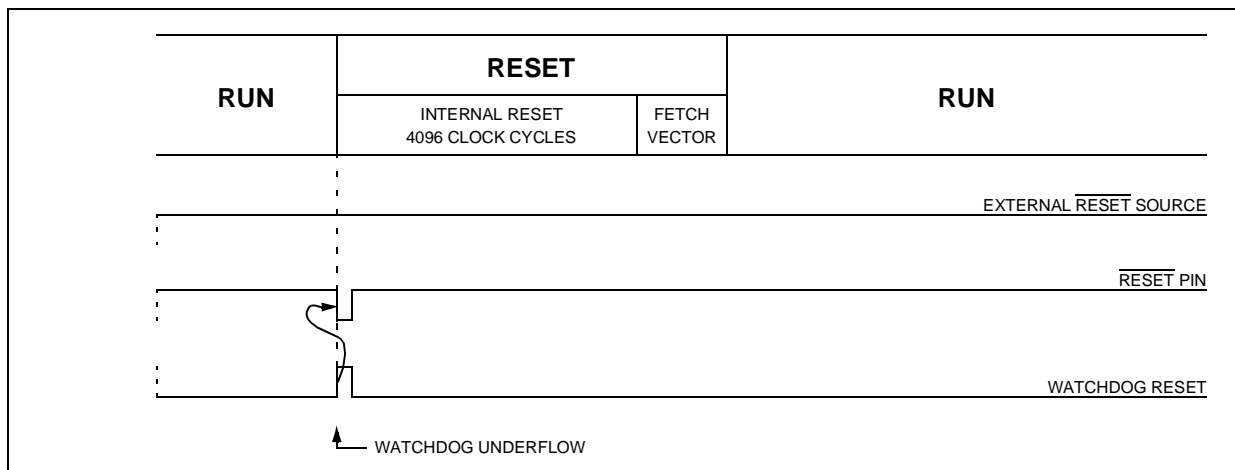 RUN
RESET
INTERNAL RESET
4096 CLOCK CYCLES
FETCH
VECTOR
RUN
EXTERNAL RESET SOURCE
RESET PIN
WATCHDOG RESET
WATCHDOG UNDERFLOW